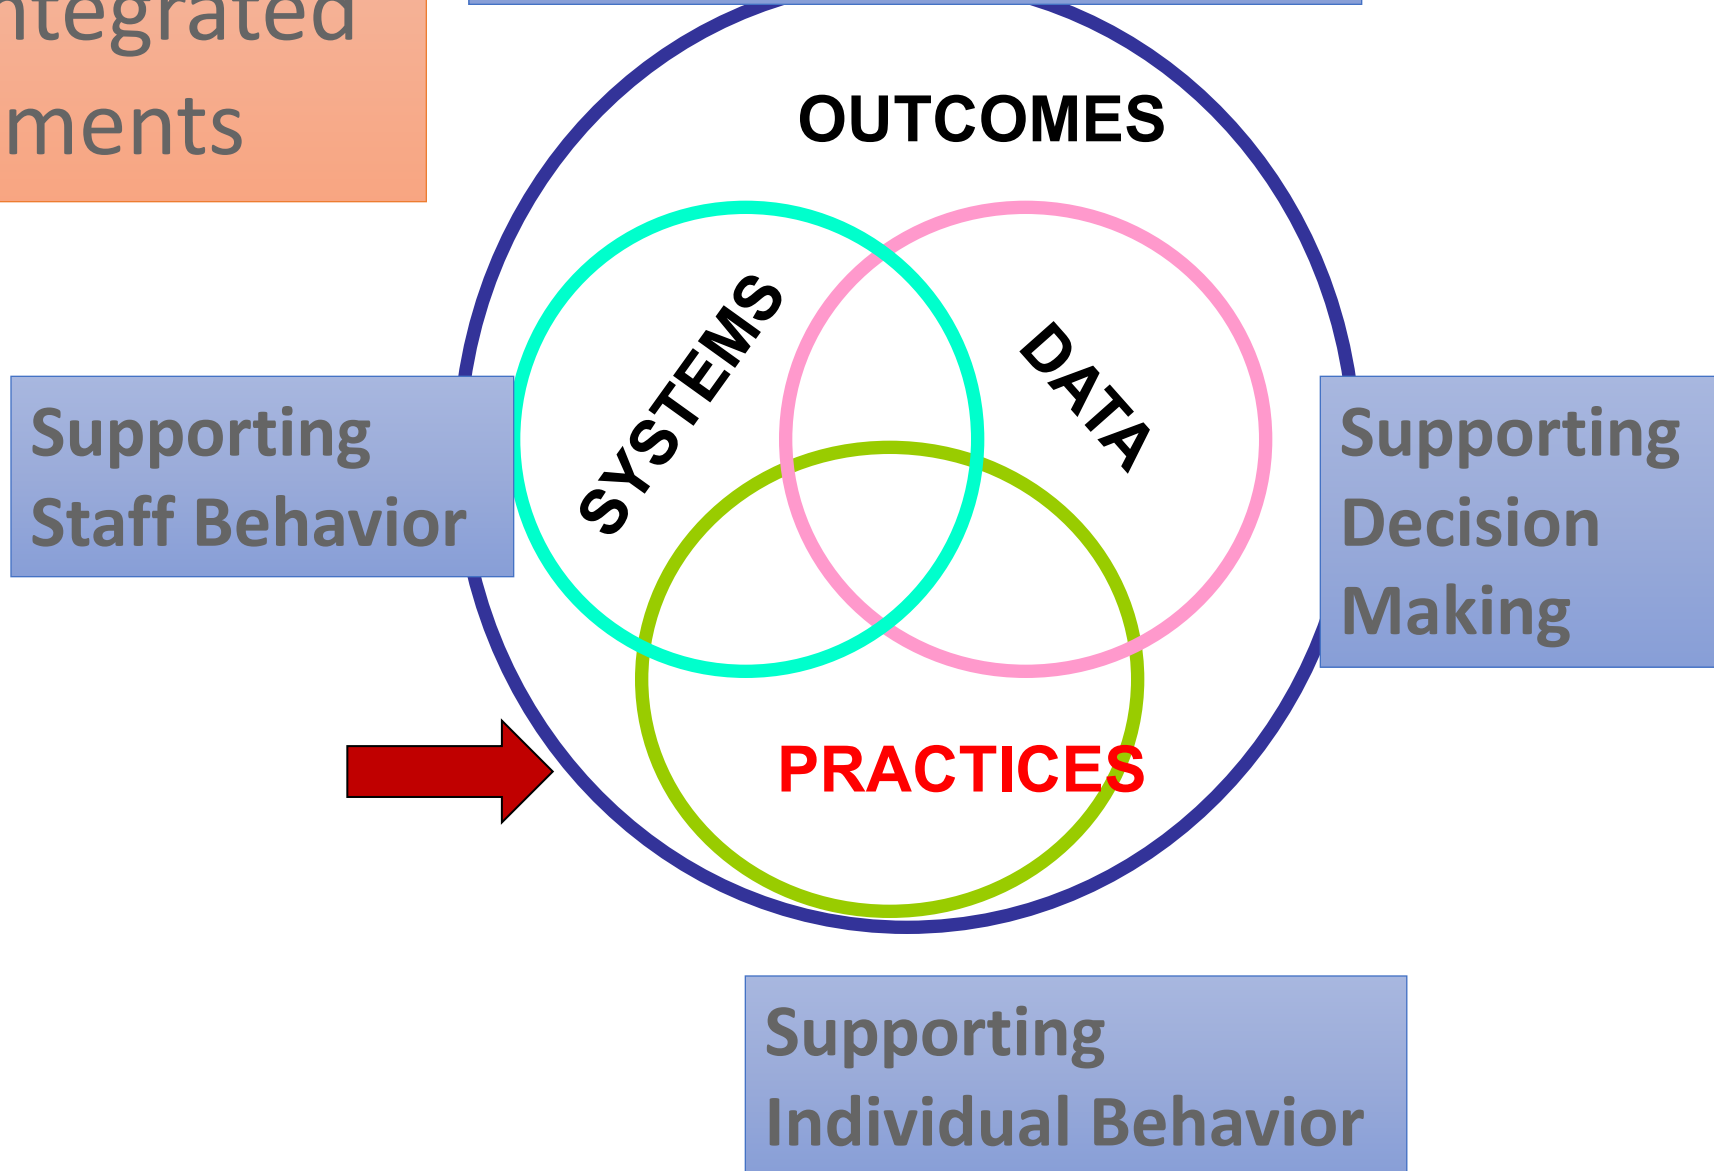 ntegrated
ments
OUTCOMES
SYSTEMS
DATA
Supporting
Staff Behavior
Supporting
Decision
Making
PRACTICES
Supporting
Individual Behavior